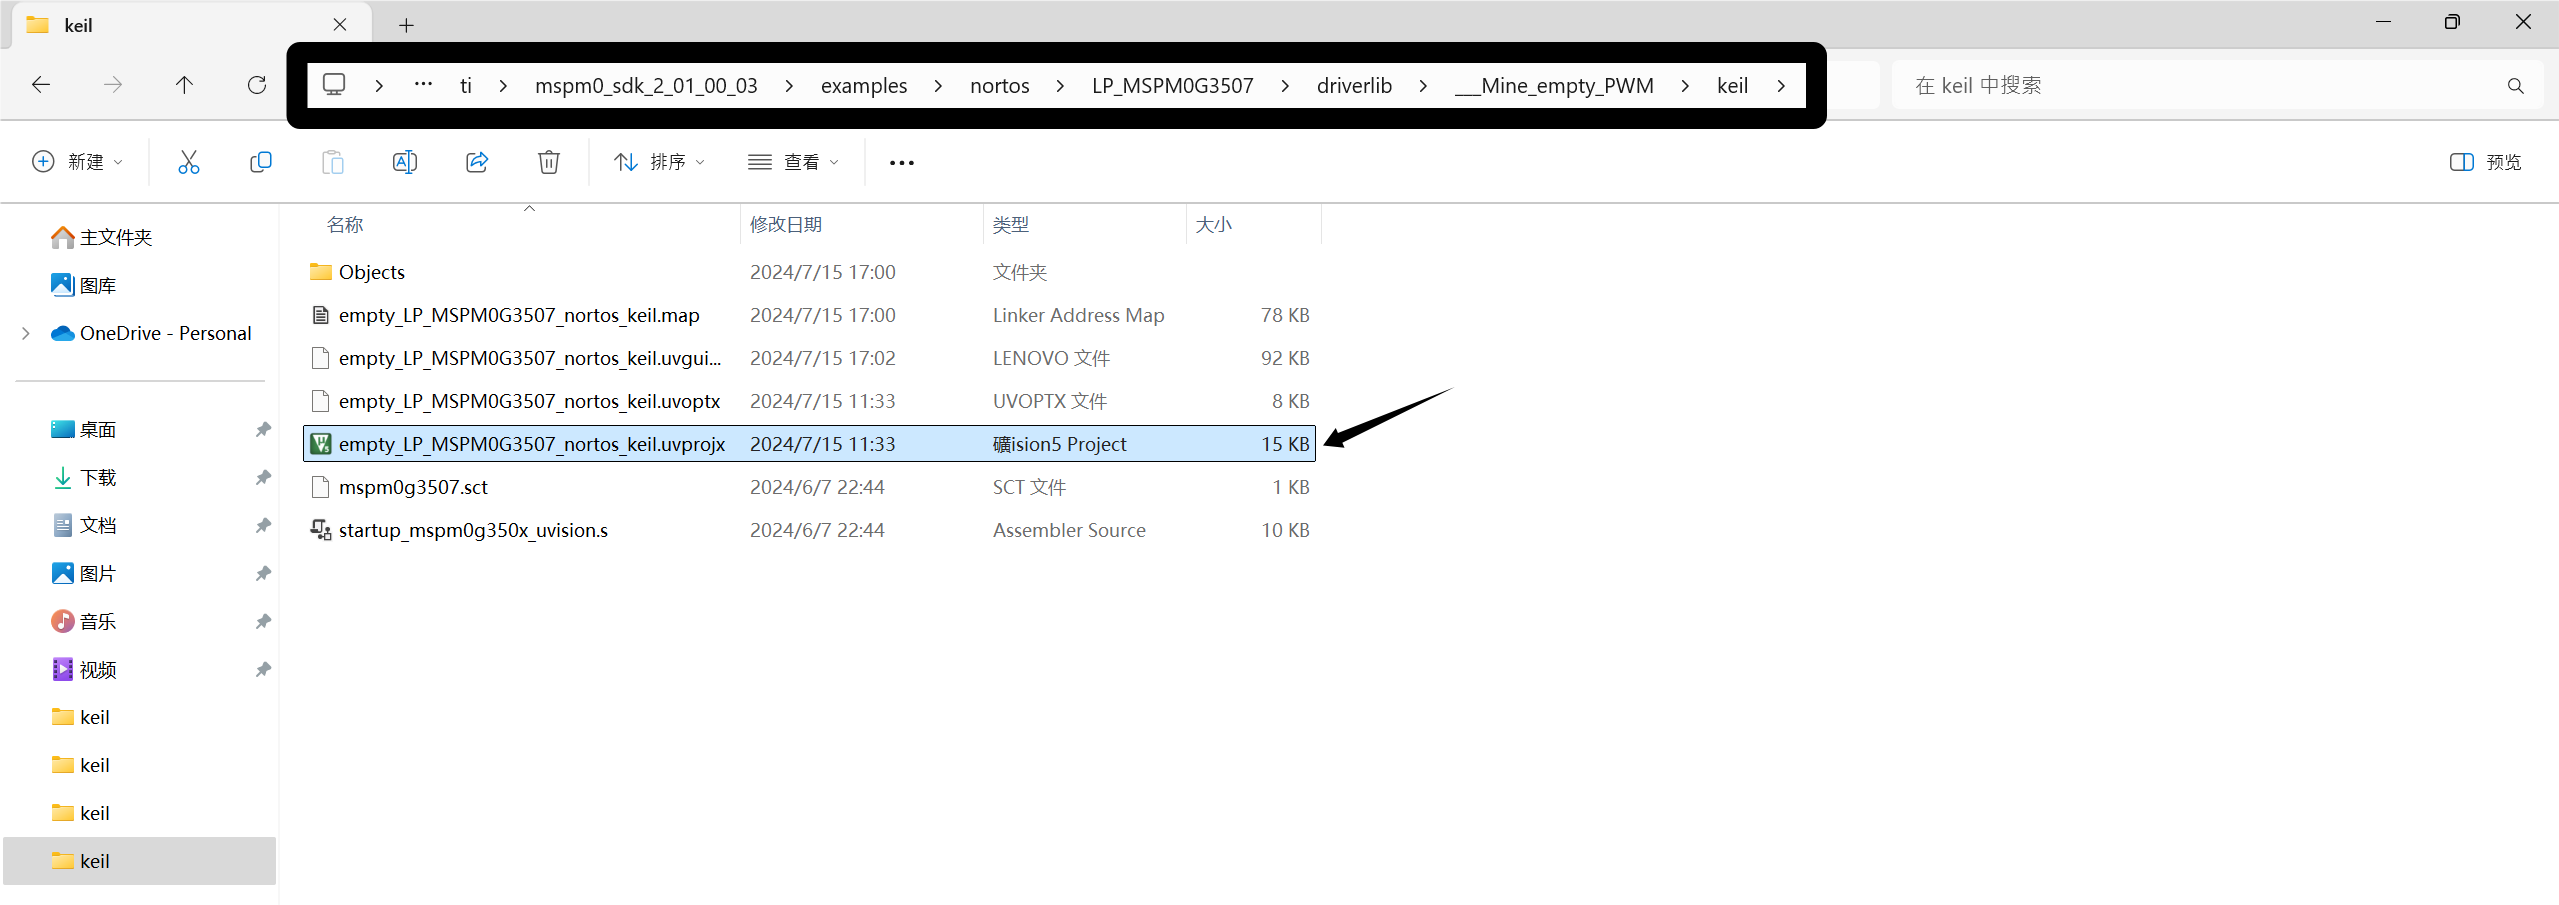 keil
… ti > mspm0_sdk_2_01_00_03 > examples > nortos > LP_MSPM0G3507 > driverlib > ___Mine_empty_PWM > keil >
在 keil 中搜索
新建
排序
查看
预览
名称 修改日期 类型 大小
主文件夹
图库
OneDrive - Personal
桌面
下载
文档
图片
音乐
视频
keil
keil
keil
keil
Objects 2024/7/15 17:00 文件夹
empty_LP_MSPM0G3507_nortos_keil.map 2024/7/15 17:00 Linker Address Map 78 KB
empty_LP_MSPM0G3507_nortos_keil.uvgui... 2024/7/15 17:02 LENOVO 文件 92 KB
empty_LP_MSPM0G3507_nortos_keil.uvoptx 2024/7/15 11:33 UVOPTX 文件 8 KB
empty_LP_MSPM0G3507_nortos_keil.uvprojx 2024/7/15 11:33 礦ision5 Project 15 KB
mspm0g3507.sct 2024/6/7 22:44 SCT 文件 1 KB
startup_mspm0g350x_uvision.s 2024/6/7 22:44 Assembler Source 10 KB